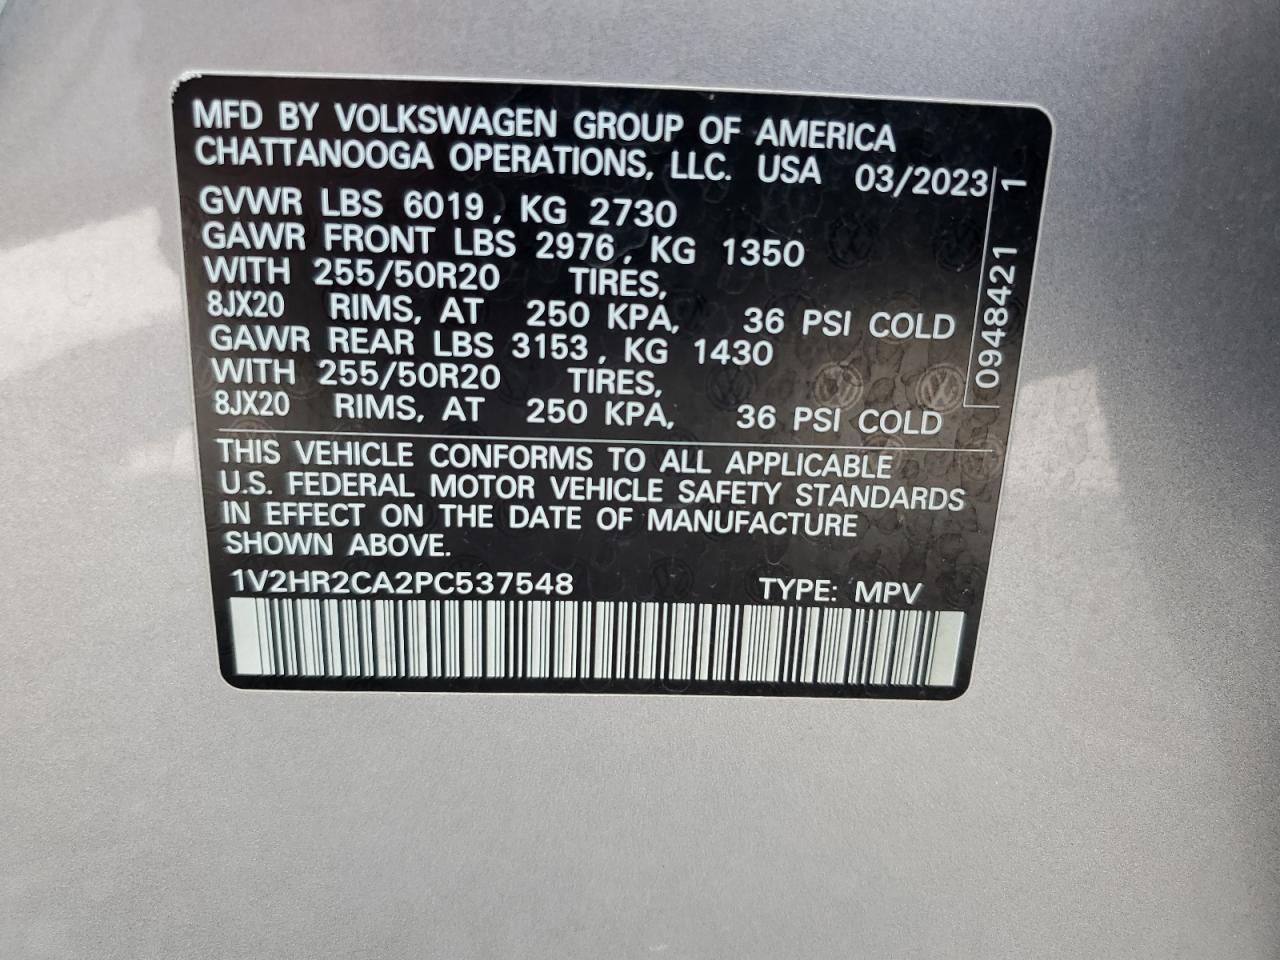 MFD BY VOLKSWAGEN GROUP OF AMERICA
CHATTANOOGA OPERATIONS, LLC. USA 03/2023
GVWR LBS 6019, KG 2730
GAWR FRONT LBS 2976, KG 1350
WITH 255/50R20 TIRES,
8JX20 RIMS, AT 250 KPA, 36 PSI COLD
GAWR REAR LBS 3153, KG 1430
WITH 255/50R20 TIRES,
8JX20 RIMS, AT 250 KPA, 36 PSI COLD
0948421 1
THIS VEHICLE CONFORMS TO ALL APPLICABLE
U.S. FEDERAL MOTOR VEHICLE SAFETY STANDARDS
IN EFFECT ON THE DATE OF MANUFACTURE
SHOWN ABOVE.
1V2HR2CA2PC537548 TYPE: MPV